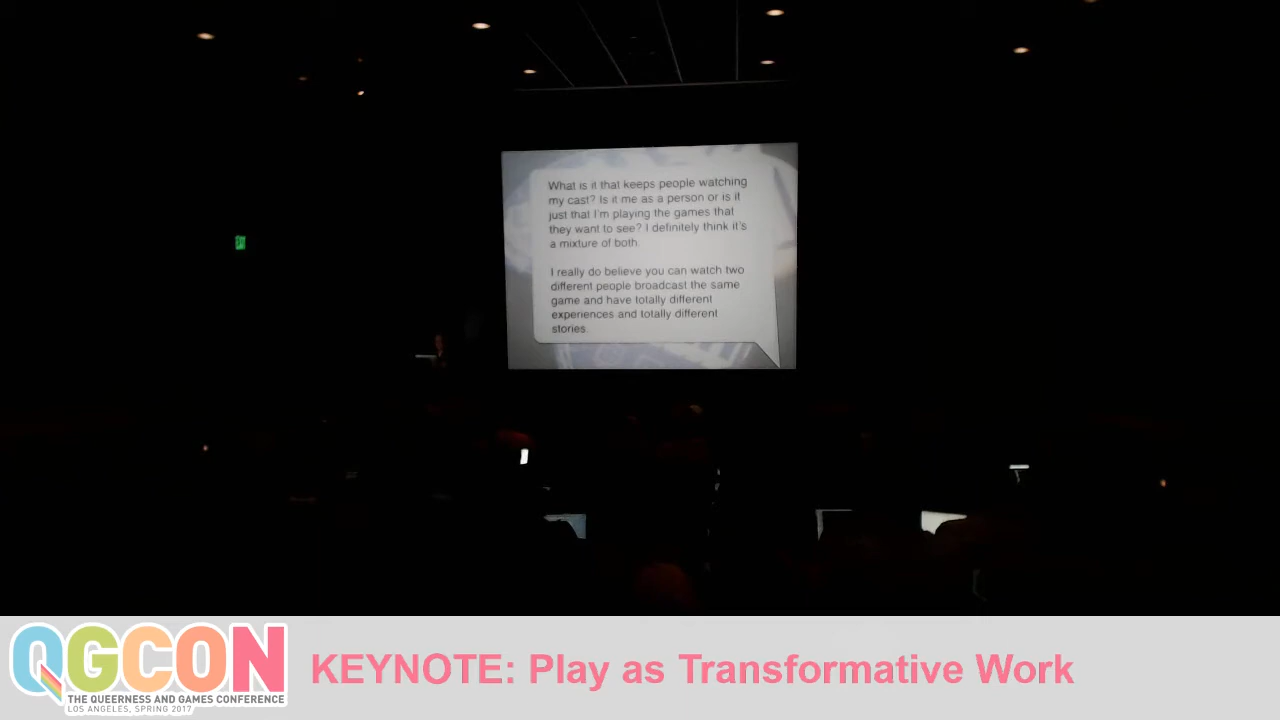 What is it that keeps people watching
my cast? Is it me as a person or is it
just that I'm playing the games that
they want to see? I definitely think it's
a mixture of both.
I really do believe you can watch two
different people broadcast the same
game and have totally different
experiences and totally different
stories.
QGCON
THE QUEERNESS AND GAMES CONFERENCE
LOS ANGELES, SPRING 2017
KEYNOTE: Play as Transformative Work